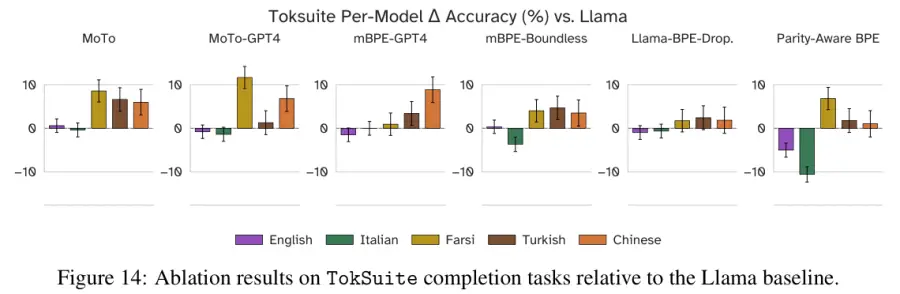 Toksuite Per-Model Δ Accuracy (%) vs. Llama
MoTo MoTo-GPT4 mBPE-GPT4 mBPE-Boundless Llama-BPE-Drop. Parity-Aware BPE
10 10 10 10 10 10
0 0 0 0 0 0
−10 −10 −10 −10 −10 −10
English Italian Farsi Turkish Chinese
Figure 14: Ablation results on TokSuite completion tasks relative to the Llama baseline.